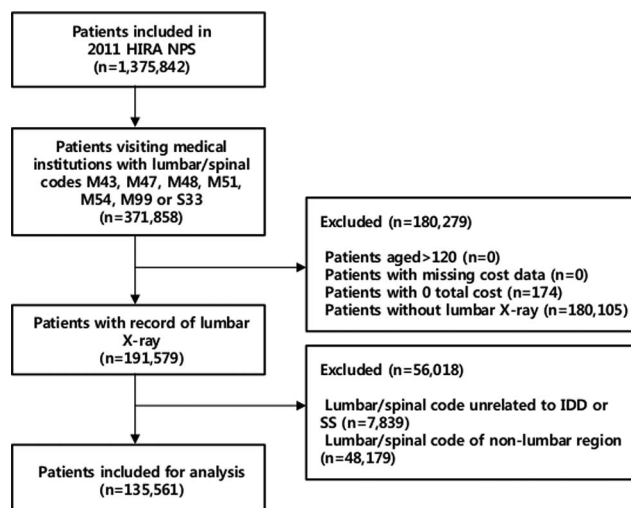 Patients included in
2011 HIRA NPS
(n=1,375,842)
Patients visiting medical
institutions with lumbar/spinal
codes M43, M47, M48, M51,
M54, M99 or S33
(n=371,858)
Excluded (n=180,279)
Patients aged>120 (n=0)
Patients with missing cost data (n=0)
Patients with 0 total cost (n=174)
Patients without lumbar X-ray (n=180,105)
Patients with record of lumbar
X-ray
(n=191,579)
Excluded (n=56,018)
Lumbar/spinal code unrelated to IDD or
SS (n=7,839)
Lumbar/spinal code of non-lumbar region
(n=48,179)
Patients included for analysis
(n=135,561)